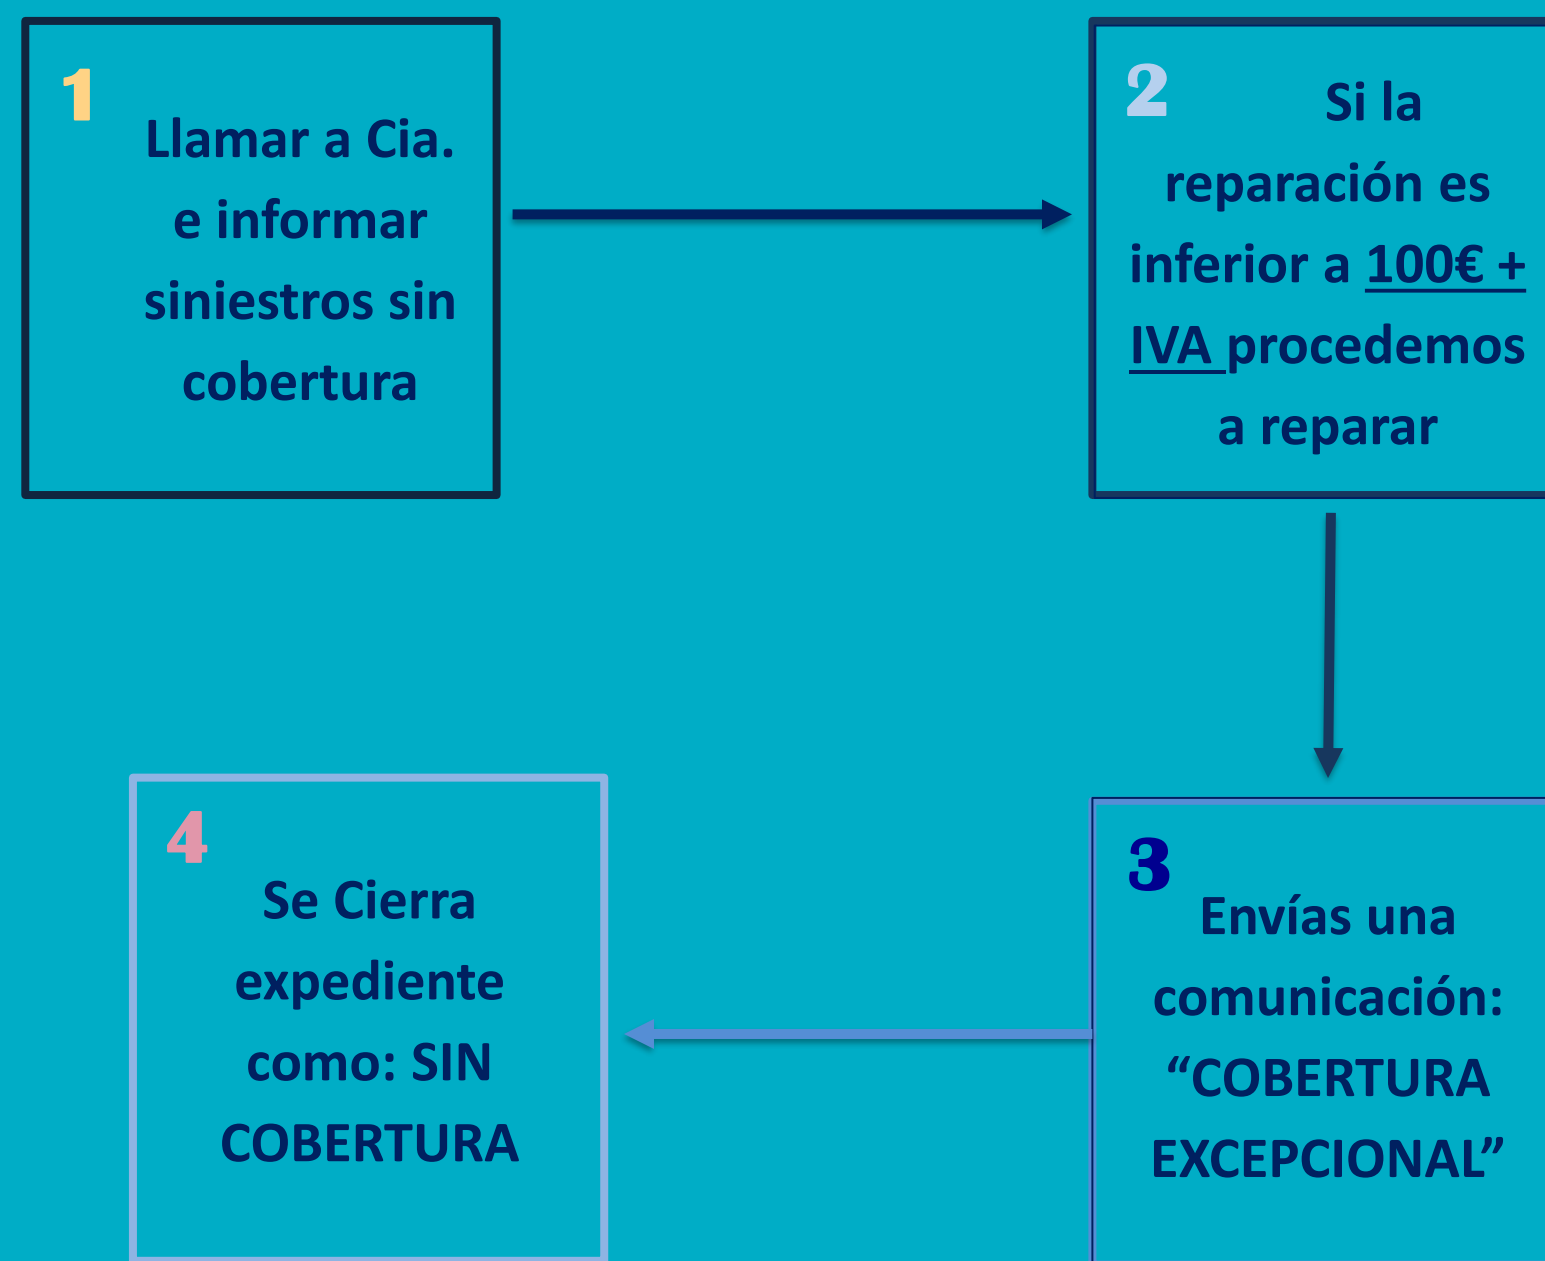 1
Llamar a Cia.
e informar
siniestros sin
cobertura
2
Si la
reparación es
inferior a 100€ +
IVA procedemos
a reparar
3
Envías una
comunicación:
“COBERTURA
EXCEPCIONAL”
4
Se Cierra
expediente
como: SIN
COBERTURA